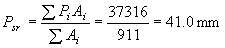 P_sr = ∑ P_i A_i / ∑ A_i = 37316 / 911 = 41.0 mm